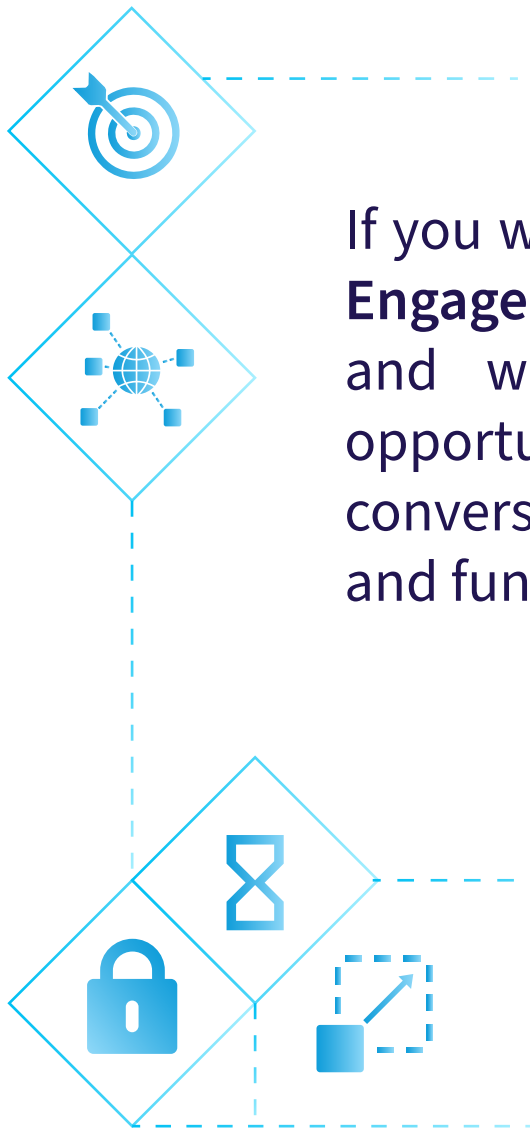 If you w
Engage
and w
opportu
convers
and fun